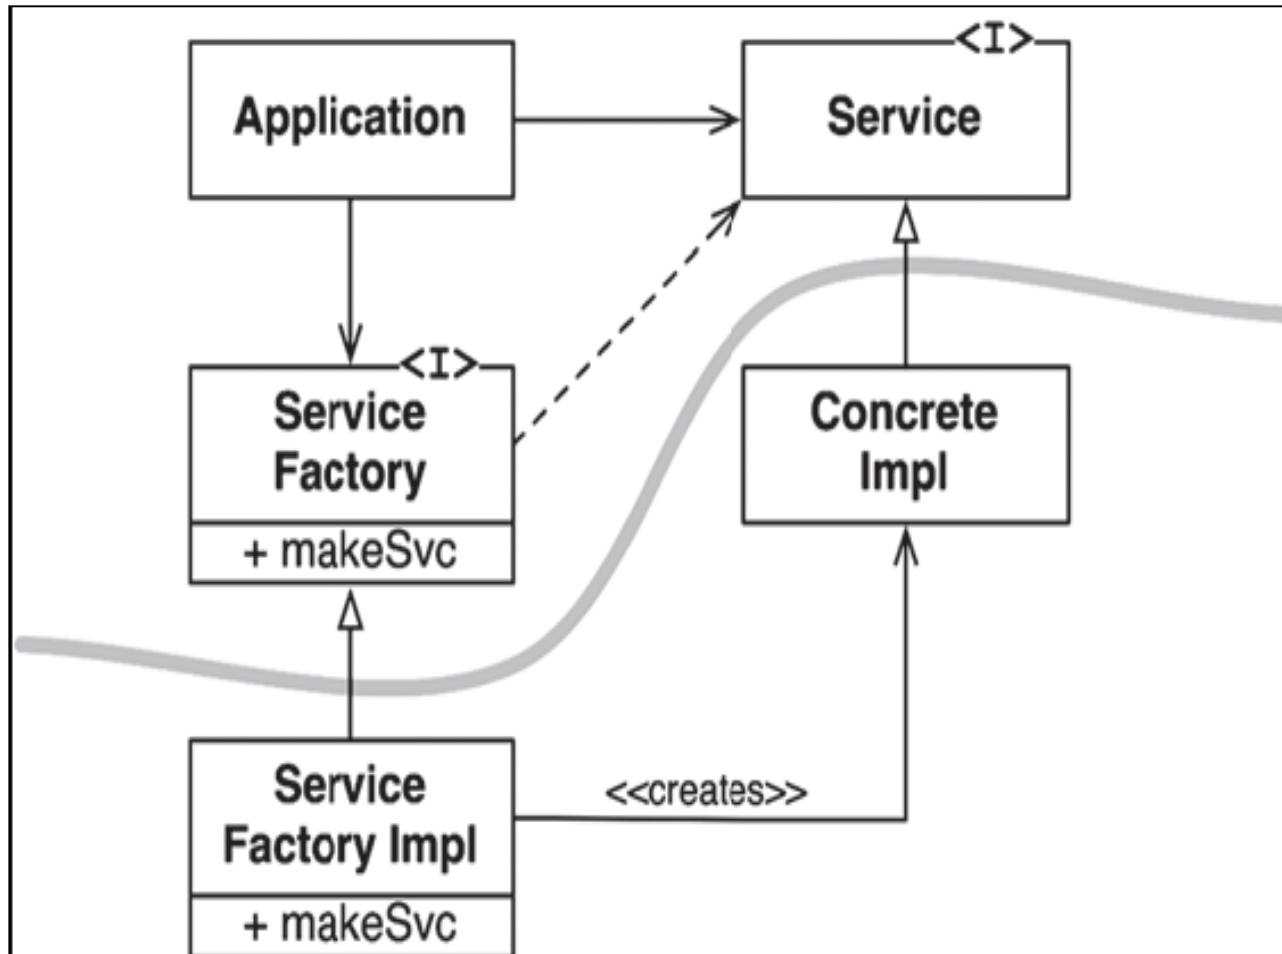 Application
<I>
Service
<I>
Service
Factory
+ makeSvc
Concrete
Impl
Service
Factory Impl
+ makeSvc
<<creates>>